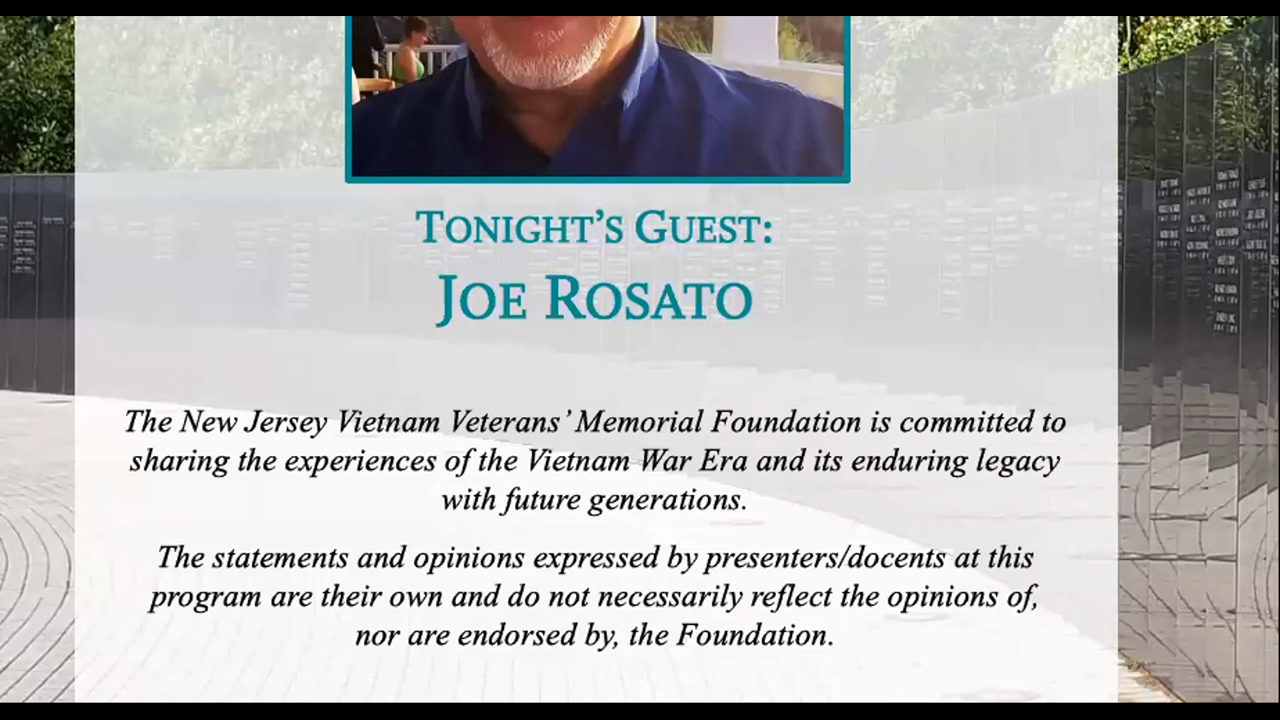 TONIGHT'S GUEST:
JOE ROSATO
The New Jersey Vietnam Veterans' Memorial Foundation is committed to
sharing the experiences of the Vietnam War Era and its enduring legacy
with future generations.
The statements and opinions expressed by presenters/docents at this
program are their own and do not necessarily reflect the opinions of,
nor are endorsed by, the Foundation.